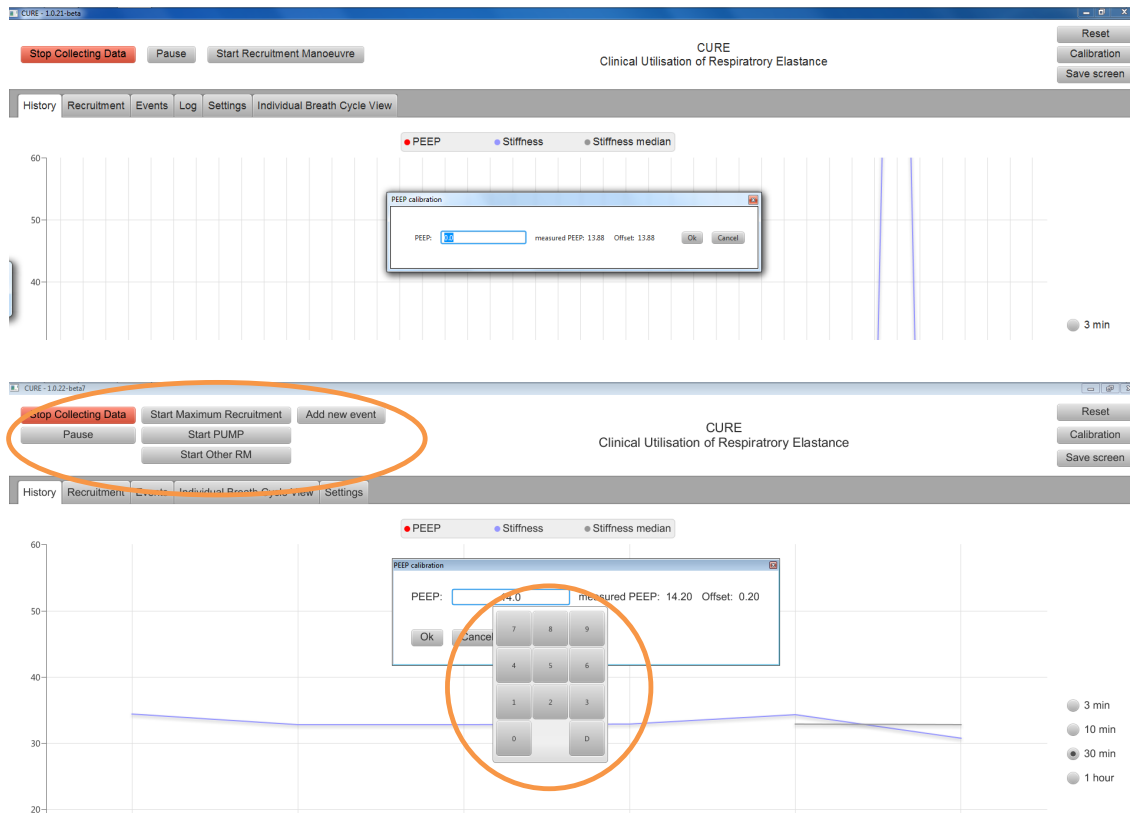 CURE - 1.0.21-beta
Stop Collecting Data Pause Start Recruitment Manoeuvre
CURE
Clinical Utilisation of Respiratrory Elastance
Reset
Calibration
Save screen
History Recruitment Events Log Settings Individual Breath Cycle View
PEEP Stiffness Stiffness median
60
PEEP calibration
PEEP: 0.0 measured PEEP: 13.88 Offset: 13.88 Ok Cancel
50
40
3 min
CURE - 1.0.22-beta7
Stop Collecting Data Start Maximum Recruitment Add new event
Pause Start PUMP
Start Other RM
CURE
Clinical Utilisation of Respiratrory Elastance
Reset
Calibration
Save screen
History Recruitment Events Individual Breath Cycle View Settings
PEEP Stiffness Stiffness median
60
PEEP calibration
PEEP: 14.0 measured PEEP: 14.20 Offset: 0.20
Ok Cancel
7 8 9
4 5 6
1 2 3
0 D
50
40
30
20
3 min
10 min
30 min
1 hour